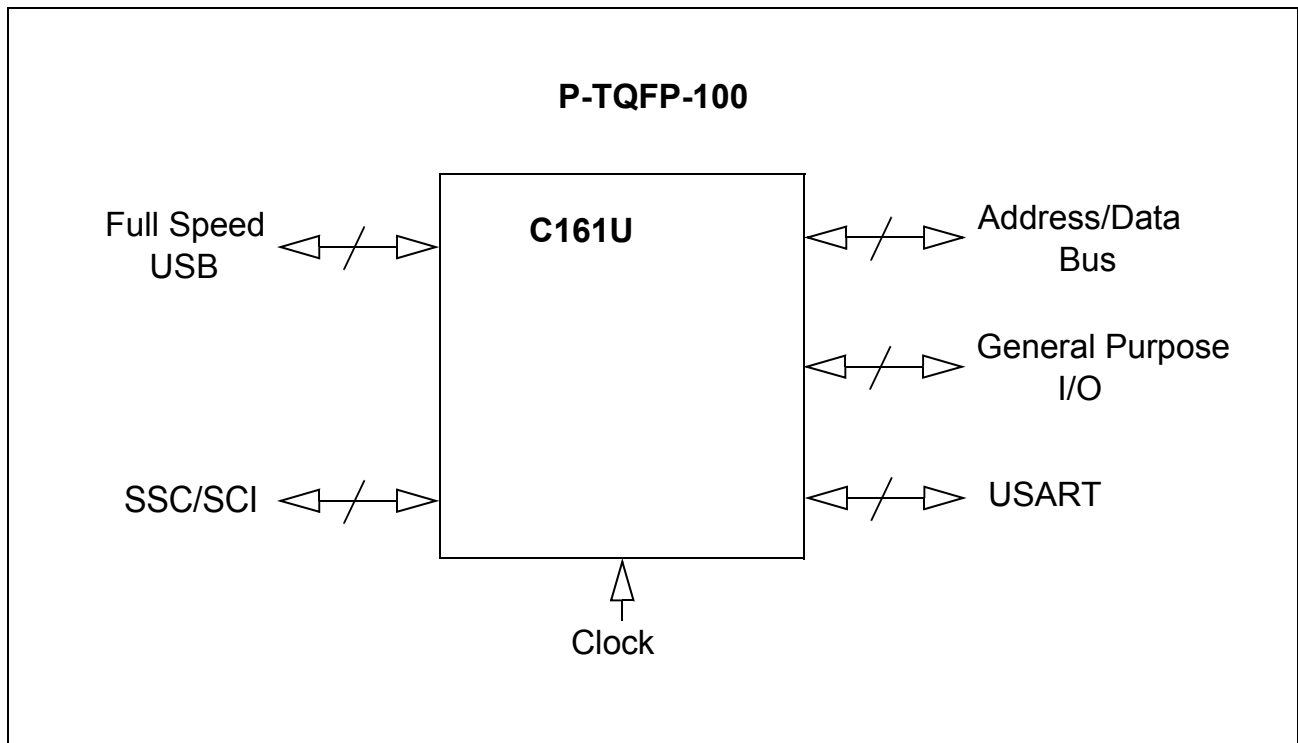 P-TQFP-100
C161U
Full Speed
USB
SSC/SCI
Address/Data
Bus
General Purpose
I/O
USART
Clock